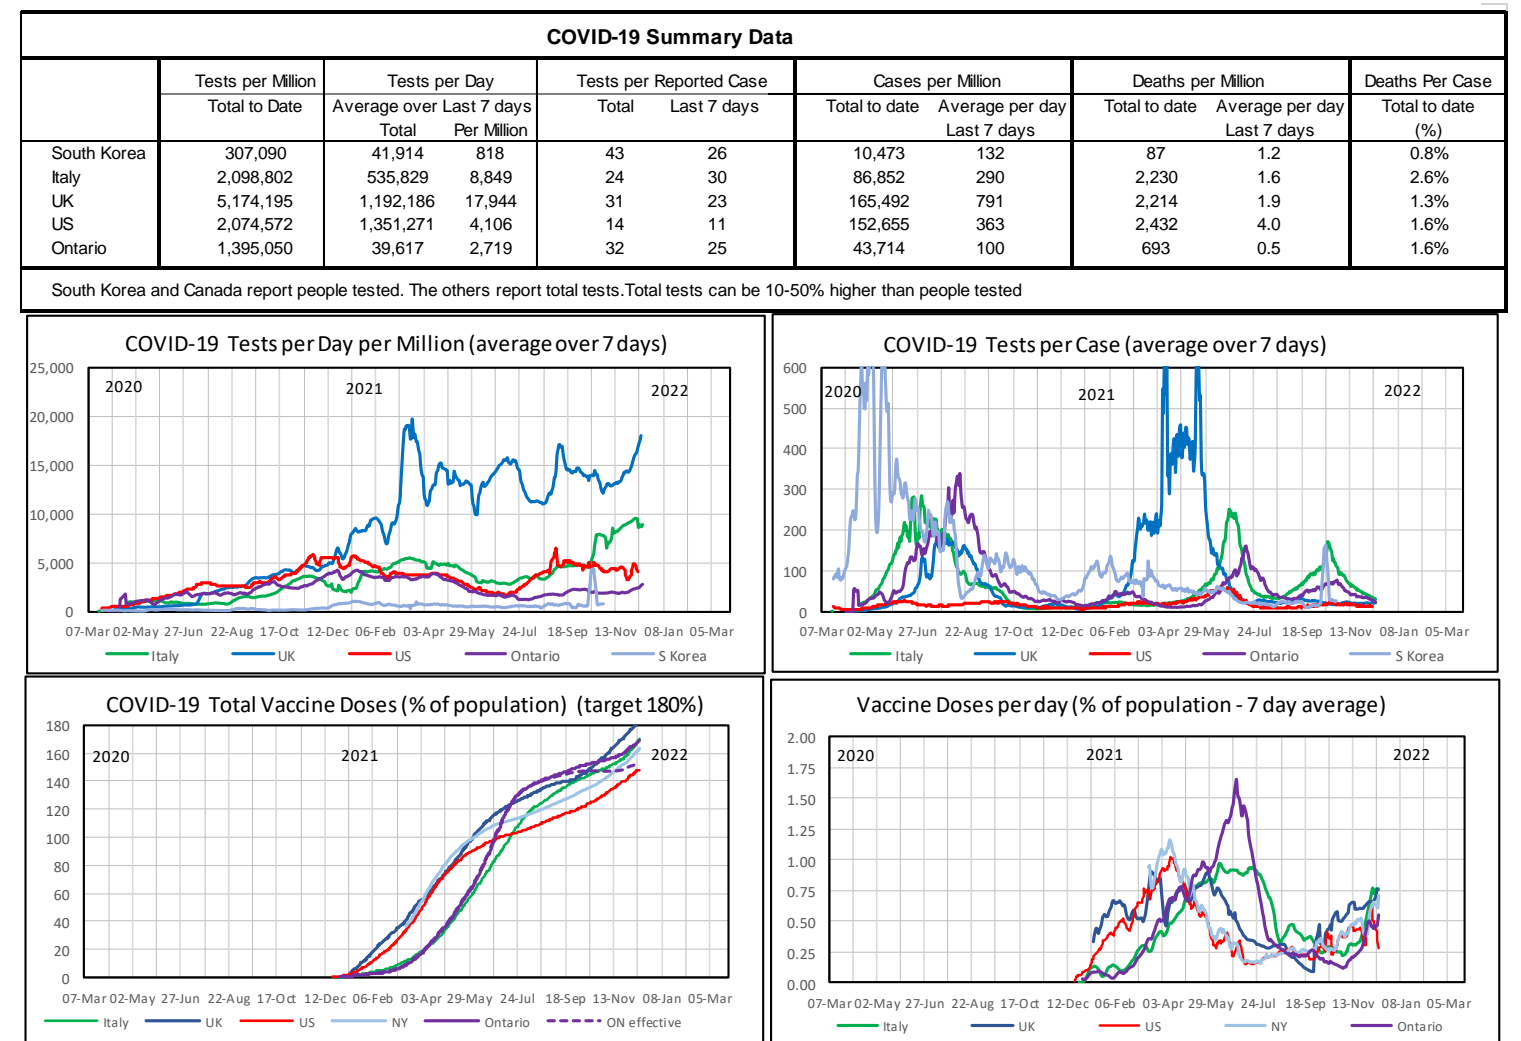 COVID-19 Summary Data
Tests per Million Tests per Day Tests per Reported Case Cases per Million Deaths per Million Deaths Per Case
Total to Date Average over Last 7 days Total Last 7 days Total to date Average per day Total to date Average per day Total to date
Total Per Million Last 7 days Last 7 days (%)
South Korea 307,090 41,914 818 43 26 10,473 132 87 1.2 0.8%
Italy 2,098,802 535,829 8,849 24 30 86,852 290 2,230 1.6 2.6%
UK 5,174,195 1,192,186 17,944 31 23 165,492 791 2,214 1.9 1.3%
US 2,074,572 1,351,271 4,106 14 11 152,655 363 2,432 4.0 1.6%
Ontario 1,395,050 39,617 2,719 32 25 43,714 100 693 0.5 1.6%
South Korea and Canada report people tested. The others report total tests.Total tests can be 10-50% higher than people tested
COVID-19 Tests per Day per Million (average over 7 days)
25,000
20,000
15,000
10,000
5,000
0
2020 2021 2022
07-Mar 02-May 27-Jun 22-Aug 17-Oct 12-Dec 06-Feb 03-Apr 29-May 24-Jul 18-Sep 13-Nov 08-Jan 05-Mar
Italy UK US Ontario S Korea
COVID-19 Tests per Case (average over 7 days)
600
500
400
300
200
100
0
2020 2021 2022
07-Mar 02-May 27-Jun 22-Aug 17-Oct 12-Dec 06-Feb 03-Apr 29-May 24-Jul 18-Sep 13-Nov 08-Jan 05-Mar
Italy UK US Ontario S Korea
COVID-19 Total Vaccine Doses (% of population) (target 180%)
180
160
140
120
100
80
60
40
20
0
2020 2021 2022
07-Mar 02-May 27-Jun 22-Aug 17-Oct 12-Dec 06-Feb 03-Apr 29-May 24-Jul 18-Sep 13-Nov 08-Jan 05-Mar
Italy UK US NY Ontario ON effective
Vaccine Doses per day (% of population - 7 day average)
2.00
1.75
1.50
1.25
1.00
0.75
0.50
0.25
0.00
2020 2021 2022
07-Mar 02-May 27-Jun 22-Aug 17-Oct 12-Dec 06-Feb 03-Apr 29-May 24-Jul 18-Sep 13-Nov 08-Jan 05-Mar
Italy UK US NY Ontario